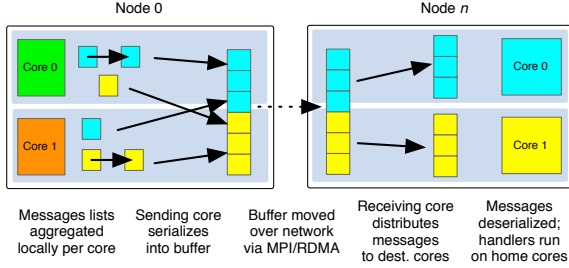 Node 0
Node n
Core 0
Core 0
Core 1
Core 1
Messages lists
aggregated
locally per core
Sending core
serializes
into buffer
Buffer moved
over network
via MPI/RDMA
Receiving core
distributes
messages
to dest. cores
Messages
deserialized;
handlers run
on home cores